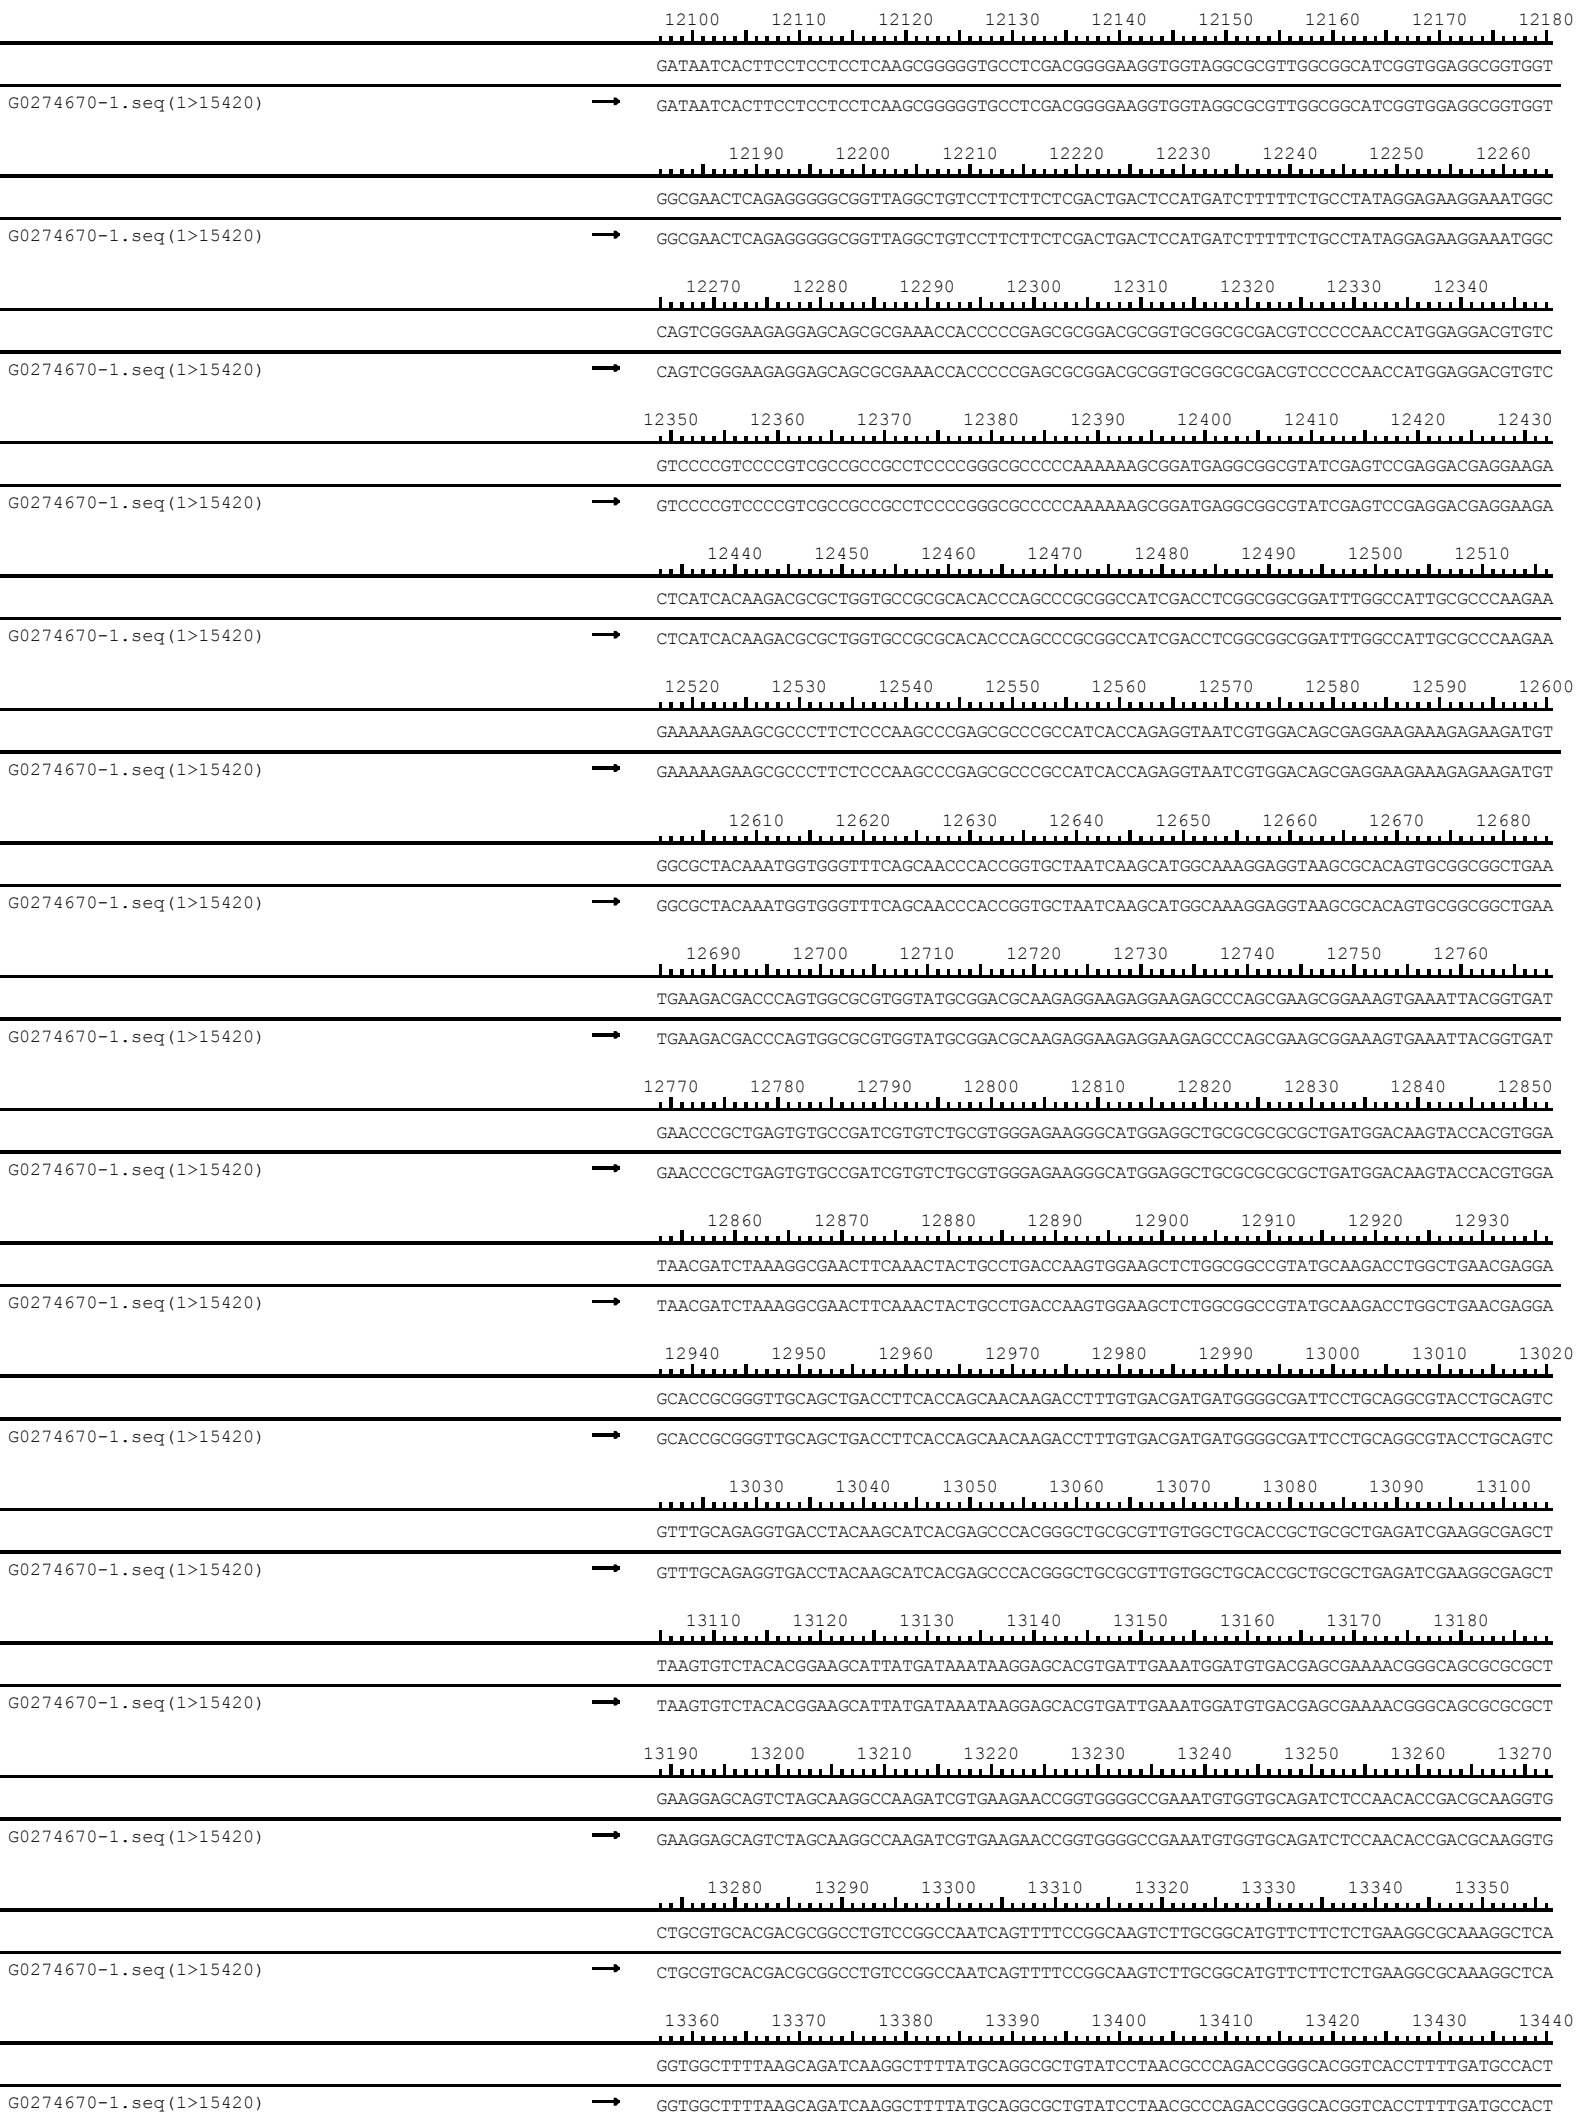 12100 12110 12120 12130 12140 12150 12160 12170 12180
GATAATCACTTCCTCCTCCTCAAGCGGGGGTGCCTCGACGGGGAAGGTGGTAGGCGCGTTGGCGGCATCGGTGGAGGCGGTGGT
G0274670-1.seq(1>15420) → GATAATCACTTCCTCCTCCTCAAGCGGGGGTGCCTCGACGGGGAAGGTGGTAGGCGCGTTGGCGGCATCGGTGGAGGCGGTGGT
12190 12200 12210 12220 12230 12240 12250 12260
GGCGAACTCAGAGGGGGCGGTTAGGCTGTCCTTCTTCTCGACTGACTCCATGATCTTTTTCTGCCTATAGGAGAAGGAAATGGC
G0274670-1.seq(1>15420) → GGCGAACTCAGAGGGGGCGGTTAGGCTGTCCTTCTTCTCGACTGACTCCATGATCTTTTTCTGCCTATAGGAGAAGGAAATGGC
12270 12280 12290 12300 12310 12320 12330 12340
CAGTCGGGAAGAGGAGCAGCGCGAAACCACCCCCGAGCGCGGACGCGGTGCGGCGCGACGTCCCCCAACCATGGAGGACGTGTC
G0274670-1.seq(1>15420) → CAGTCGGGAAGAGGAGCAGCGCGAAACCACCCCCGAGCGCGGACGCGGTGCGGCGCGACGTCCCCCAACCATGGAGGACGTGTC
12350 12360 12370 12380 12390 12400 12410 12420 12430
GTCCCCGTCCCCGTCGCCGCCGCCTCCCCGGGCGCCCCCAAAAAAGCGGATGAGGCGGCGTATCGAGTCCGAGGACGAGGAAGA
G0274670-1.seq(1>15420) → GTCCCCGTCCCCGTCGCCGCCGCCTCCCCGGGCGCCCCCAAAAAAGCGGATGAGGCGGCGTATCGAGTCCGAGGACGAGGAAGA
12440 12450 12460 12470 12480 12490 12500 12510
CTCATCACAAGACGCGCTGGTGCCGCGCACACCCAGCCCGCGGCCATCGACCTCGGCGGCGGATTTGGCCATTGCGCCCAAGAA
G0274670-1.seq(1>15420) → CTCATCACAAGACGCGCTGGTGCCGCGCACACCCAGCCCGCGGCCATCGACCTCGGCGGCGGATTTGGCCATTGCGCCCAAGAA
12520 12530 12540 12550 12560 12570 12580 12590 12600
GAAAAAGAAGCGCCCTTCTCCCAAGCCCGAGCGCCCGCCATCACCAGAGGTAATCGTGGACAGCGAGGAAGAAAGAGAAGATGT
G0274670-1.seq(1>15420) → GAAAAAGAAGCGCCCTTCTCCCAAGCCCGAGCGCCCGCCATCACCAGAGGTAATCGTGGACAGCGAGGAAGAAAGAGAAGATGT
12610 12620 12630 12640 12650 12660 12670 12680
GGCGCTACAAATGGTGGGTTTCAGCAACCCACCGGTGCTAATCAAGCATGGCAAAGGAGGTAAGCGCACAGTGCGGCGGCTGAA
G0274670-1.seq(1>15420) → GGCGCTACAAATGGTGGGTTTCAGCAACCCACCGGTGCTAATCAAGCATGGCAAAGGAGGTAAGCGCACAGTGCGGCGGCTGAA
12690 12700 12710 12720 12730 12740 12750 12760
TGAAGACGACCCAGTGGCGCGTGGTATGCGGACGCAAGAGGAAGAGGAAGAGCCCAGCGAAGCGGAAAGTGAAATTACGGTGAT
G0274670-1.seq(1>15420) → TGAAGACGACCCAGTGGCGCGTGGTATGCGGACGCAAGAGGAAGAGGAAGAGCCCAGCGAAGCGGAAAGTGAAATTACGGTGAT
12770 12780 12790 12800 12810 12820 12830 12840 12850
GAACCCGCTGAGTGTGCCGATCGTGTCTGCGTGGGAGAAGGGCATGGAGGCTGCGCGCGCGCTGATGGACAAGTACCACGTGGA
G0274670-1.seq(1>15420) → GAACCCGCTGAGTGTGCCGATCGTGTCTGCGTGGGAGAAGGGCATGGAGGCTGCGCGCGCGCTGATGGACAAGTACCACGTGGA
12860 12870 12880 12890 12900 12910 12920 12930
TAACGATCTAAAGGCGAACTTCAAACTACTGCCTGACCAAGTGGAAGCTCTGGCGGCCGTATGCAAGACCTGGCTGAACGAGGA
G0274670-1.seq(1>15420) → TAACGATCTAAAGGCGAACTTCAAACTACTGCCTGACCAAGTGGAAGCTCTGGCGGCCGTATGCAAGACCTGGCTGAACGAGGA
12940 12950 12960 12970 12980 12990 13000 13010 13020
GCACCGCGGGTTGCAGCTGACCTTCACCAGCAACAAGACCTTTGTGACGATGATGGGGCGATTCCTGCAGGCGTACCTGCAGTC
G0274670-1.seq(1>15420) → GCACCGCGGGTTGCAGCTGACCTTCACCAGCAACAAGACCTTTGTGACGATGATGGGGCGATTCCTGCAGGCGTACCTGCAGTC
13030 13040 13050 13060 13070 13080 13090 13100
GTTTGCAGAGGTGACCTACAAGCATCACGAGCCCACGGGCTGCGCGTTGTGGCTGCACCGCTGCGCTGAGATCGAAGGCGAGCT
G0274670-1.seq(1>15420) → GTTTGCAGAGGTGACCTACAAGCATCACGAGCCCACGGGCTGCGCGTTGTGGCTGCACCGCTGCGCTGAGATCGAAGGCGAGCT
13110 13120 13130 13140 13150 13160 13170 13180
TAAGTGTCTACACGGAAGCATTATGATAAATAAGGAGCACGTGATTGAAATGGATGTGACGAGCGAAAACGGGCAGCGCGCGCT
G0274670-1.seq(1>15420) → TAAGTGTCTACACGGAAGCATTATGATAAATAAGGAGCACGTGATTGAAATGGATGTGACGAGCGAAAACGGGCAGCGCGCGCT
13190 13200 13210 13220 13230 13240 13250 13260 13270
GAAGGAGCAGTCTAGCAAGGCCAAGATCGTGAAGAACCGGTGGGGCCGAAATGTGGTGCAGATCTCCAACACCGACGCAAGGTG
G0274670-1.seq(1>15420) → GAAGGAGCAGTCTAGCAAGGCCAAGATCGTGAAGAACCGGTGGGGCCGAAATGTGGTGCAGATCTCCAACACCGACGCAAGGTG
13280 13290 13300 13310 13320 13330 13340 13350
CTGCGTGCACGACGCGGCCTGTCCGGCCAATCAGTTTTCCGGCAAGTCTTGCGGCATGTTCTTCTCTGAAGGCGCAAAGGCTCA
G0274670-1.seq(1>15420) → CTGCGTGCACGACGCGGCCTGTCCGGCCAATCAGTTTTCCGGCAAGTCTTGCGGCATGTTCTTCTCTGAAGGCGCAAAGGCTCA
13360 13370 13380 13390 13400 13410 13420 13430 13440
GGTGGCTTTTAAGCAGATCAAGGCTTTTATGCAGGCGCTGTATCCTAACGCCCAGACCGGGCACGGTCACCTTTTGATGCCACT
G0274670-1.seq(1>15420) → GGTGGCTTTTAAGCAGATCAAGGCTTTTATGCAGGCGCTGTATCCTAACGCCCAGACCGGGCACGGTCACCTTTTGATGCCACT